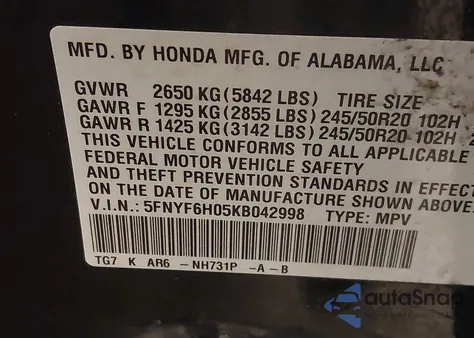 MFD. BY HONDA MFG. OF ALABAMA, LLC
GVWR 2650 KG (5842 LBS) TIRE SIZE
GAWR F 1295 KG (2855 LBS) 245/50R20 102H
GAWR R 1425 KG (3142 LBS) 245/50R20 102H
THIS VEHICLE CONFORMS TO ALL APPLICABLE
FEDERAL MOTOR VEHICLE SAFETY
AND THEFT PREVENTION STANDARDS IN EFFECT
ON THE DATE OF MANUFACTURE SHOWN ABOVE.
V.I.N.: 5FNYF6H05KB042998 TYPE: MPV
TG7 K AR6 -NH731P -A-B
autoSnap